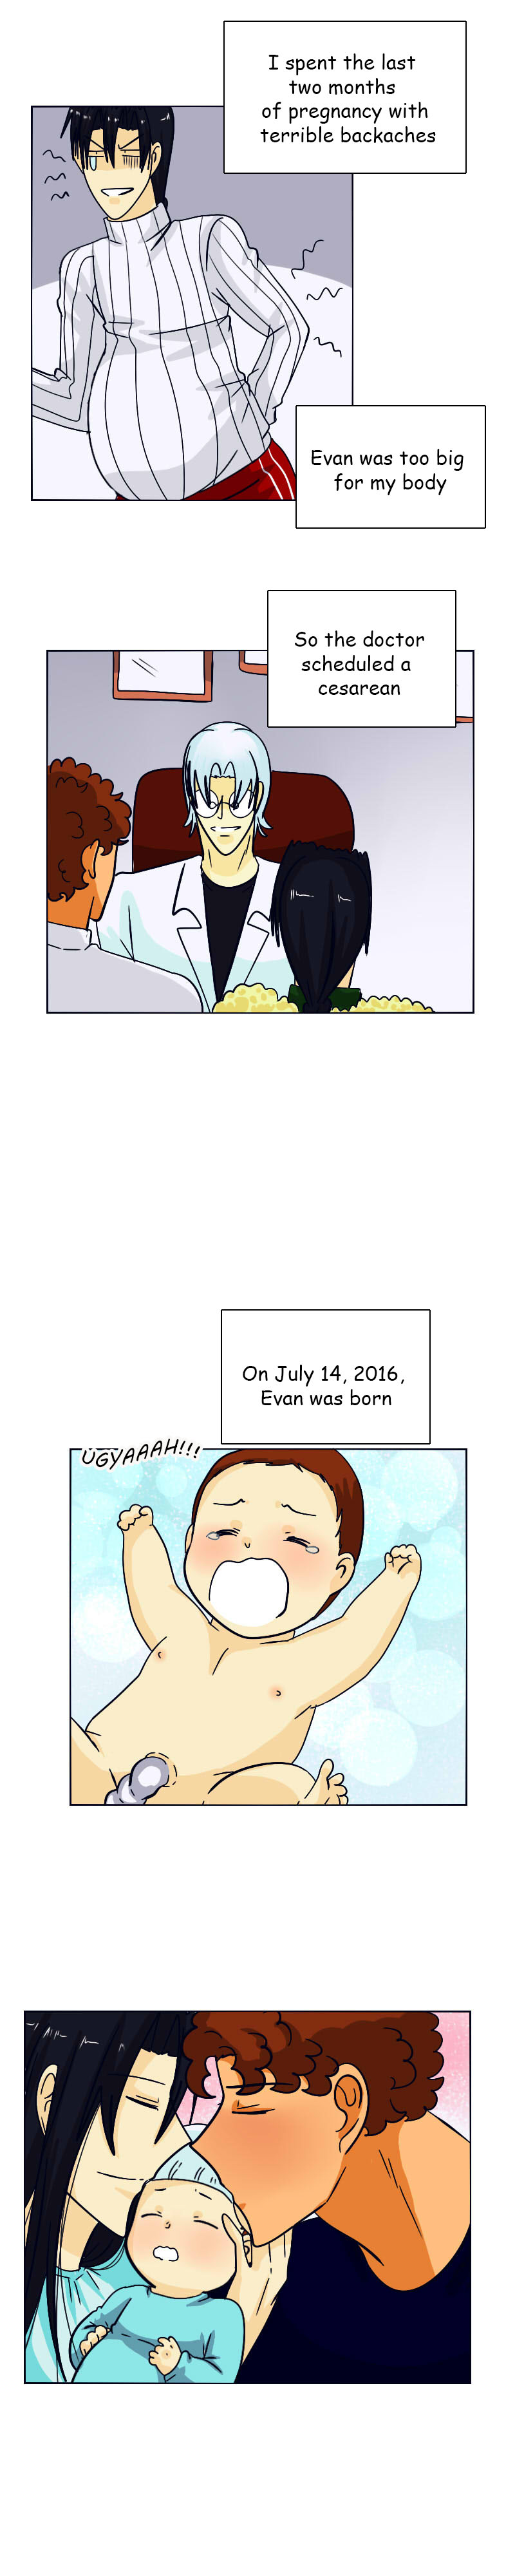 I spent the last
two months
of pregnancy with
terrible backaches
Evan was too big
for my body
So the doctor
scheduled a
cesarean
On July 14, 2016,
Evan was born
UGYAAAH!!!